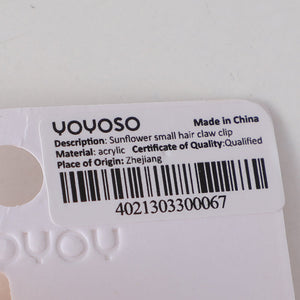 YOYOSO Made in China
Description: Sunflower small hair claw clip
Material: acrylic Certificate of Quality:Qualified
Place of Origin: Zhejiang
4021303300067
YOYO